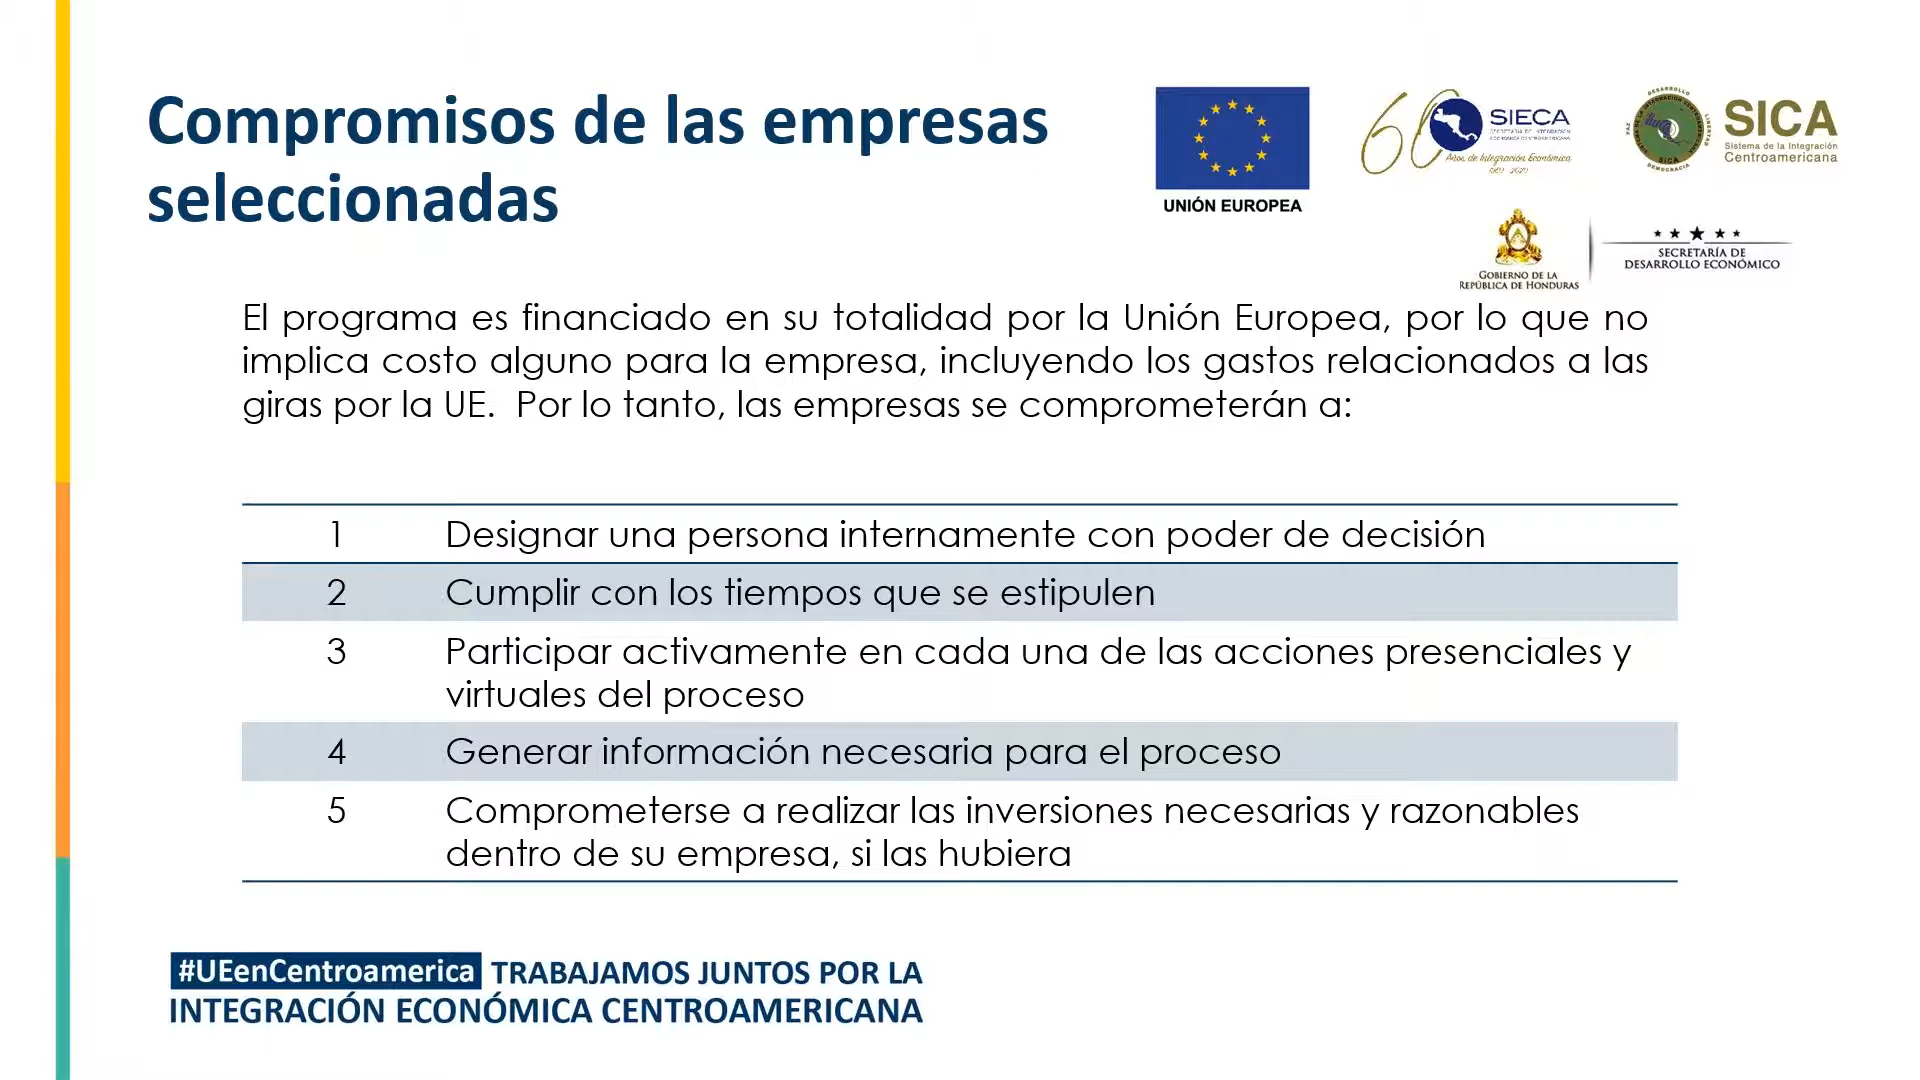 Compromisos de las empresas
seleccionadas
UNIÓN EUROPEA
SIECA
Años de Integración Económica
SICA
Sistema de la Integración
Centroamericana
GOBIERNO DE LA
REPÚBLICA DE HONDURAS
SECRETARÍA DE
DESARROLLO ECONÓMICO
El programa es financiado en su totalidad por la Unión Europea, por lo que no
implica costo alguno para la empresa, incluyendo los gastos relacionados a las
giras por la UE. Por lo tanto, las empresas se comprometerán a:
1 Designar una persona internamente con poder de decisión
2 Cumplir con los tiempos que se estipulen
3 Participar activamente en cada una de las acciones presenciales y
virtuales del proceso
4 Generar información necesaria para el proceso
5 Comprometerse a realizar las inversiones necesarias y razonables
dentro de su empresa, si las hubiera
#UEenCentroamerica TRABAJAMOS JUNTOS POR LA
INTEGRACIÓN ECONÓMICA CENTROAMERICANA